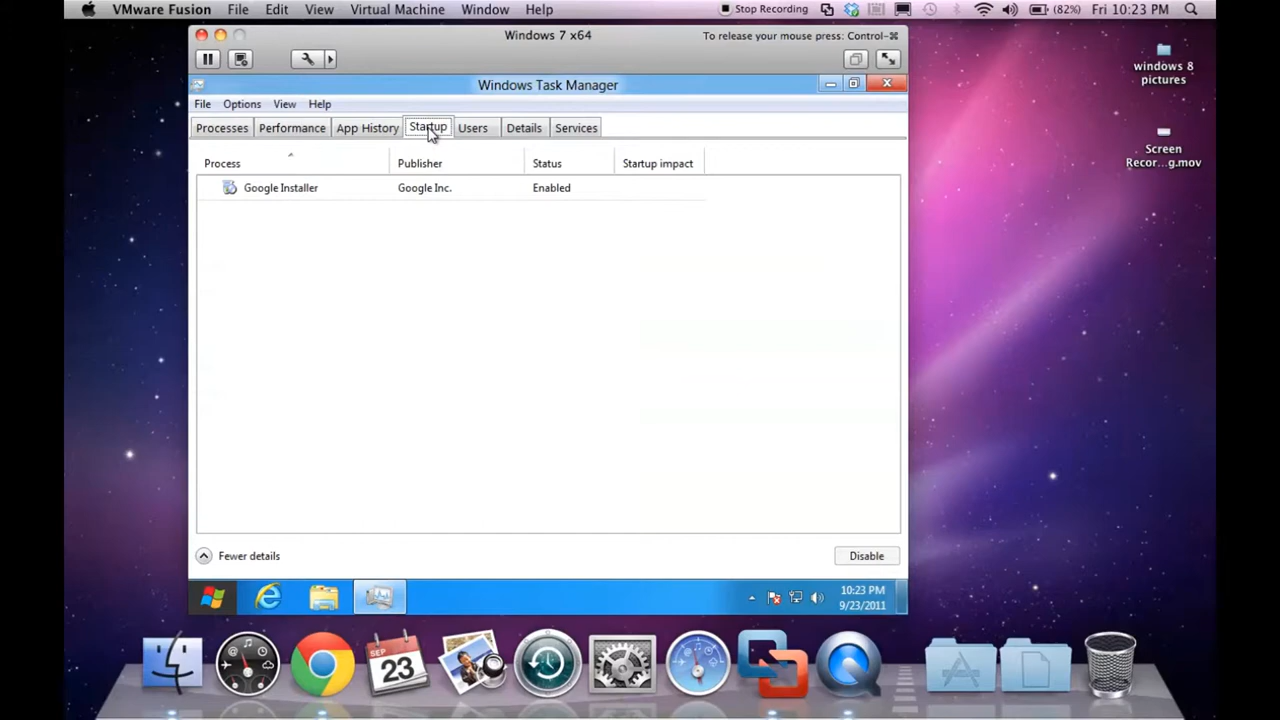 VMware Fusion File Edit View Virtual Machine Window Help Stop Recording (82%) Fri 10:23 PM
Windows 7 x64 To release your mouse press: Control-⌘
Windows Task Manager
File Options View Help
Processes Performance App History Startup Users Details Services
Process Publisher Status Startup impact
Google Installer Google Inc. Enabled
Fewer details Disable
10:23 PM
9/23/2011
windows 8
pictures
Screen
Recor...g.mov
SEP
23